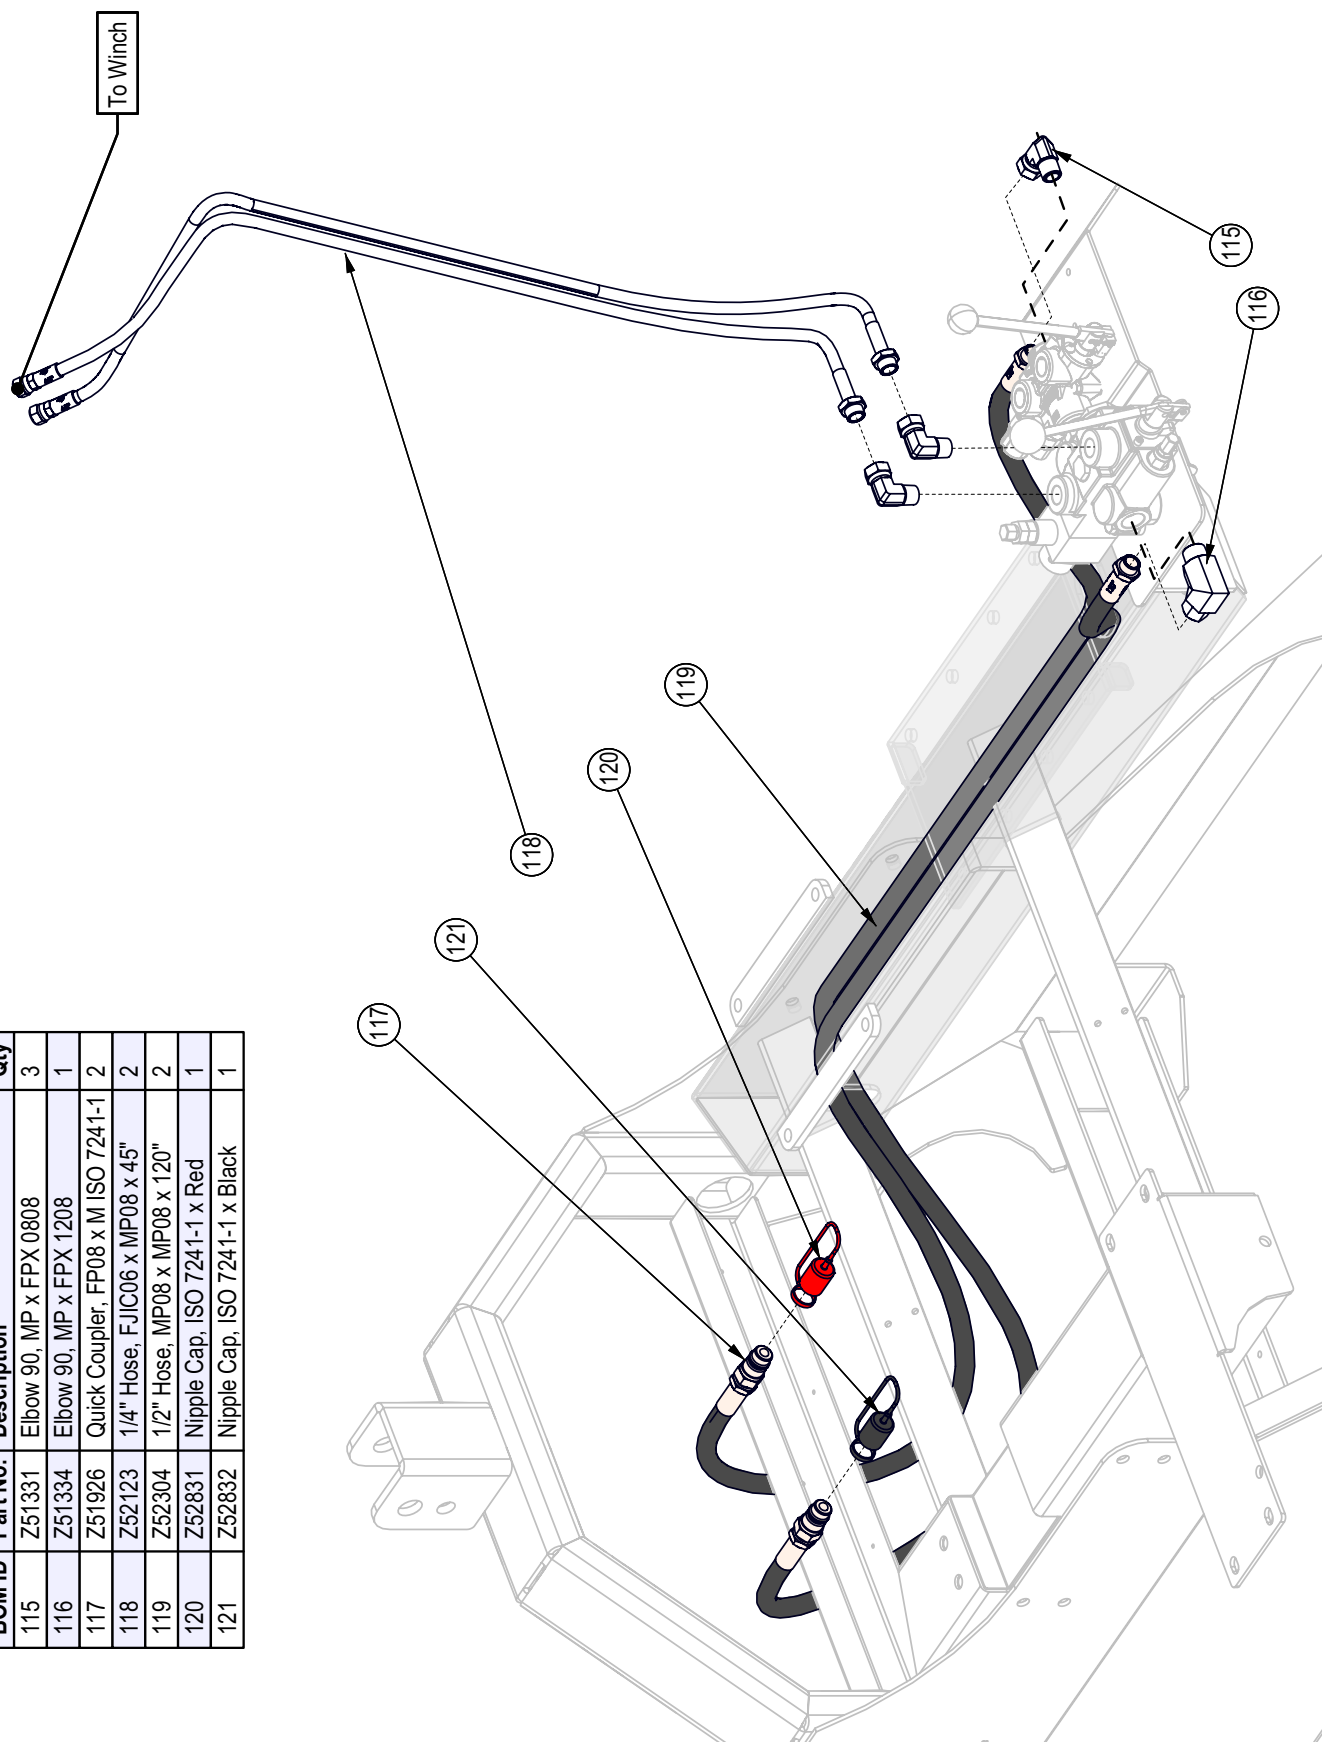 BOM ID Part No. Description Qty
115 Z51331 Elbow 90, MP x FPX 0808 3
116 Z51334 Elbow 90, MP x FPX 1208 1
117 Z51926 Quick Coupler, FP08 x M ISO 7241-1 2
118 Z52123 1/4" Hose, FJIC06 x MP08 x 45" 2
119 Z52304 1/2" Hose, MP08 x MP08 x 120" 2
120 Z52831 Nipple Cap, ISO 7241-1 x Red 1
121 Z52832 Nipple Cap, ISO 7241-1 x Black 1
117
121
118
120
119
To Winch
115
116